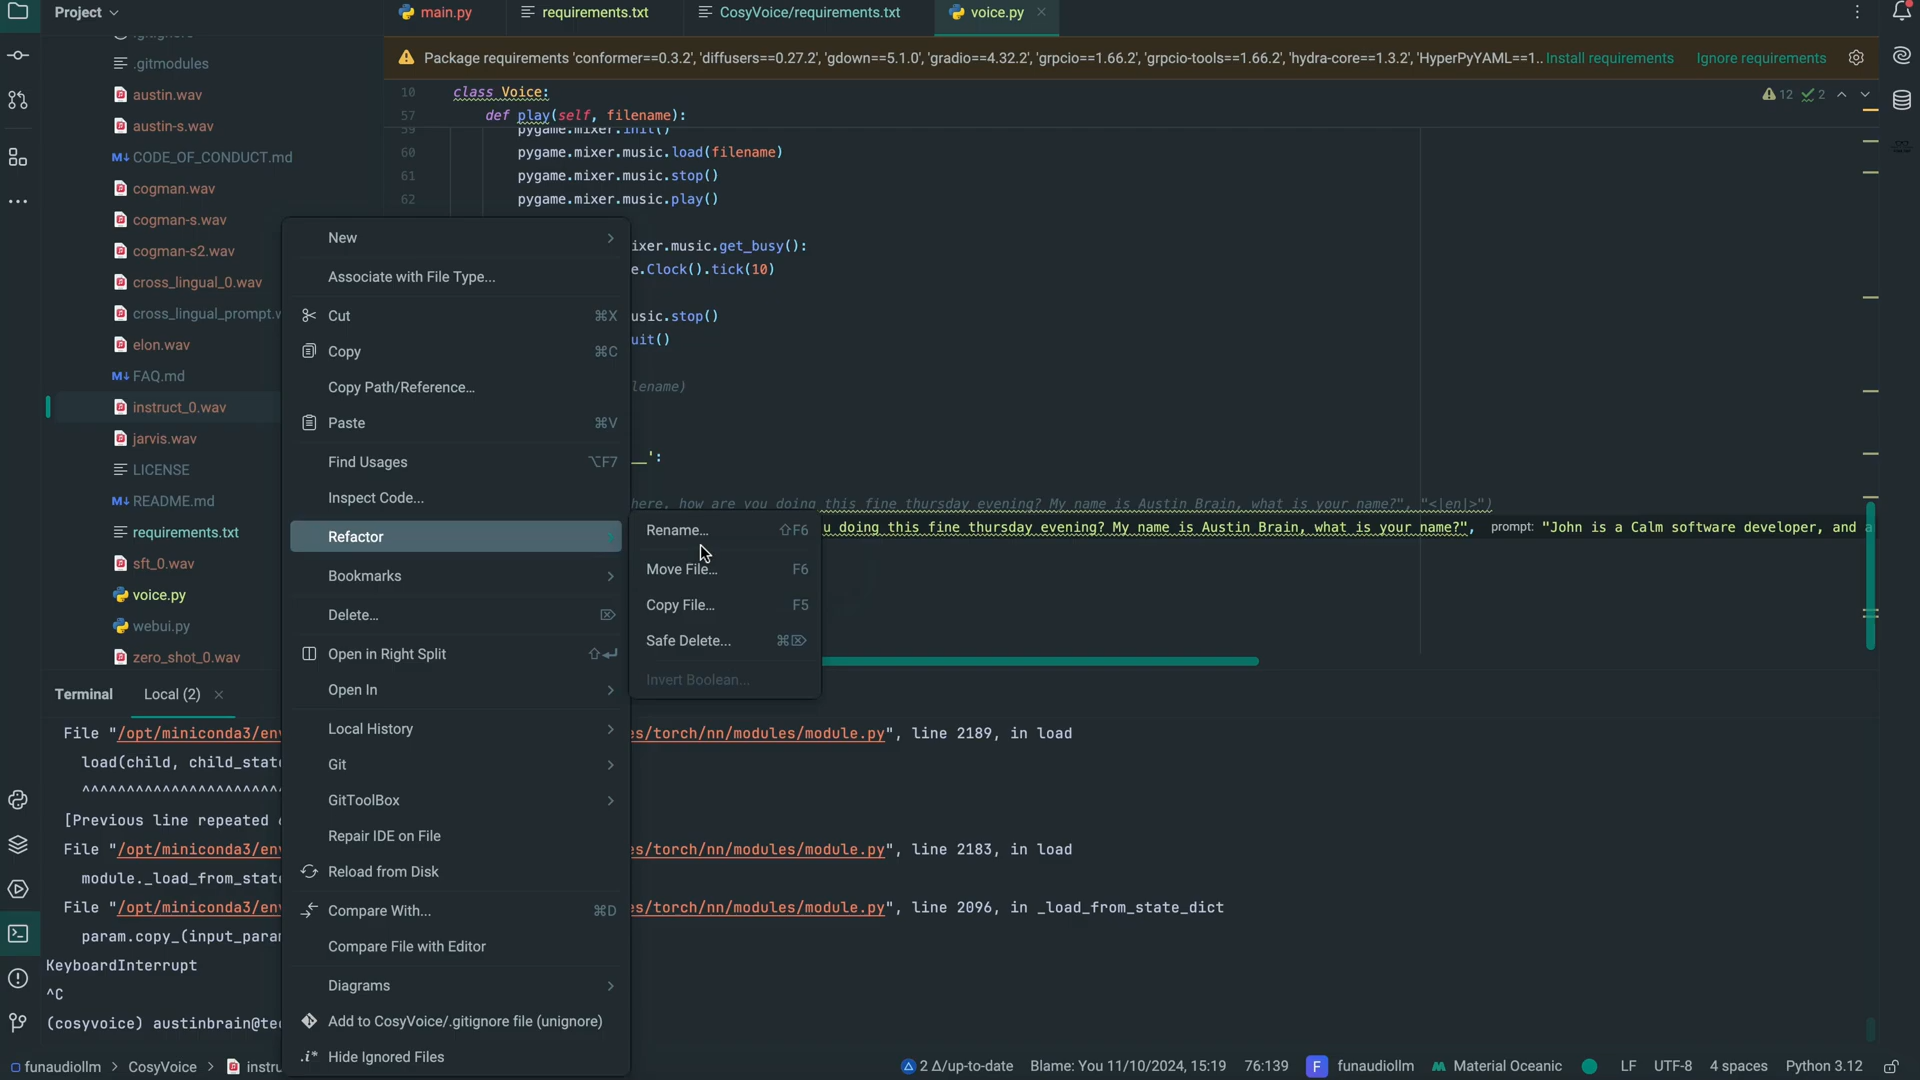 Project
main.py
requirements.txt
CosyVoice/requirements.txt
voice.py
Package requirements 'conformer==0.3.2', 'diffusers==0.27.2', 'gdown==5.1.0', 'gradio==4.32.2', 'grpcio==1.66.2', 'grpcio-tools==1.66.2', 'hydra-core==1.3.2', 'HyperPyYAML==1...
Install requirements
Ignore requirements
.gitmodules
austin.wav
austin-s.wav
CODE_OF_CONDUCT.md
cogman.wav
cogman-s.wav
cogman-s2.wav
cross_lingual_0.wav
cross_lingual_prompt.w
elon.wav
FAQ.md
instruct_0.wav
jarvis.wav
LICENSE
README.md
requirements.txt
sft_0.wav
voice.py
webui.py
zero_shot_0.wav
10 class Voice:
57 def play(self, filename):
59 pygame.mixer.init()
60 pygame.mixer.music.load(filename)
61 pygame.mixer.music.stop()
62 pygame.mixer.music.play()
ixer.music.get_busy():
e.Clock().tick(10)
usic.stop()
uit()
lename)
__':
here, how are you doing this fine thursday evening? My name is Austin Brain, what is your name?", "<|en|>")
u doing this fine thursday evening? My name is Austin Brain, what is your name?", prompt: "John is a Calm software developer, and a
12 2
New
Associate with File Type...
Cut ⌘X
Copy ⌘C
Copy Path/Reference...
Paste ⌘V
Find Usages ⌥F7
Inspect Code...
Refactor
Bookmarks
Delete... ⌦
Open in Right Split ⇧⏎
Open In
Local History
Git
GitToolBox
Repair IDE on File
Reload from Disk
Compare With... ⌘D
Compare File with Editor
Diagrams
Add to CosyVoice/.gitignore file (unignore)
.i* Hide Ignored Files
Rename... ⇧F6
Move File... F6
Copy File... F5
Safe Delete... ⌘⌦
Invert Boolean...
Terminal
Local (2)
File "/opt/miniconda3/env
s/torch/nn/modules/module.py", line 2189, in load
load(child, child_stat
^^^^^^^^^^^^^^^^^^^^^^
[Previous line repeated
File "/opt/miniconda3/env
s/torch/nn/modules/module.py", line 2183, in load
module._load_from_stat
File "/opt/miniconda3/env
s/torch/nn/modules/module.py", line 2096, in _load_from_state_dict
param.copy_(input_para
KeyboardInterrupt
^C
(cosyvoice) austinbrain@te
funaudiollm > CosyVoice > instru
2 Δ/up-to-date
Blame: You 11/10/2024, 15:19
76:139
F funaudiollm
Material Oceanic
LF
UTF-8
4 spaces
Python 3.12